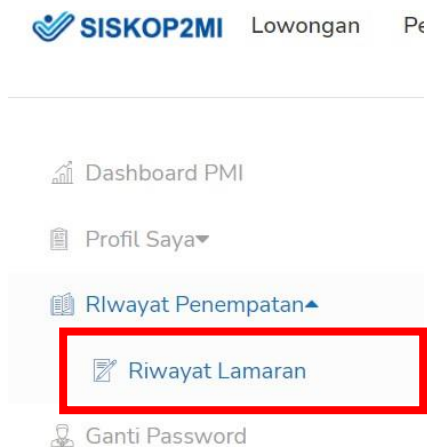 SISKOP2MI Lowongan
Dashboard PMI
Profil Saya
RIwayat Penempatan
Riwayat Lamaran
Ganti Password